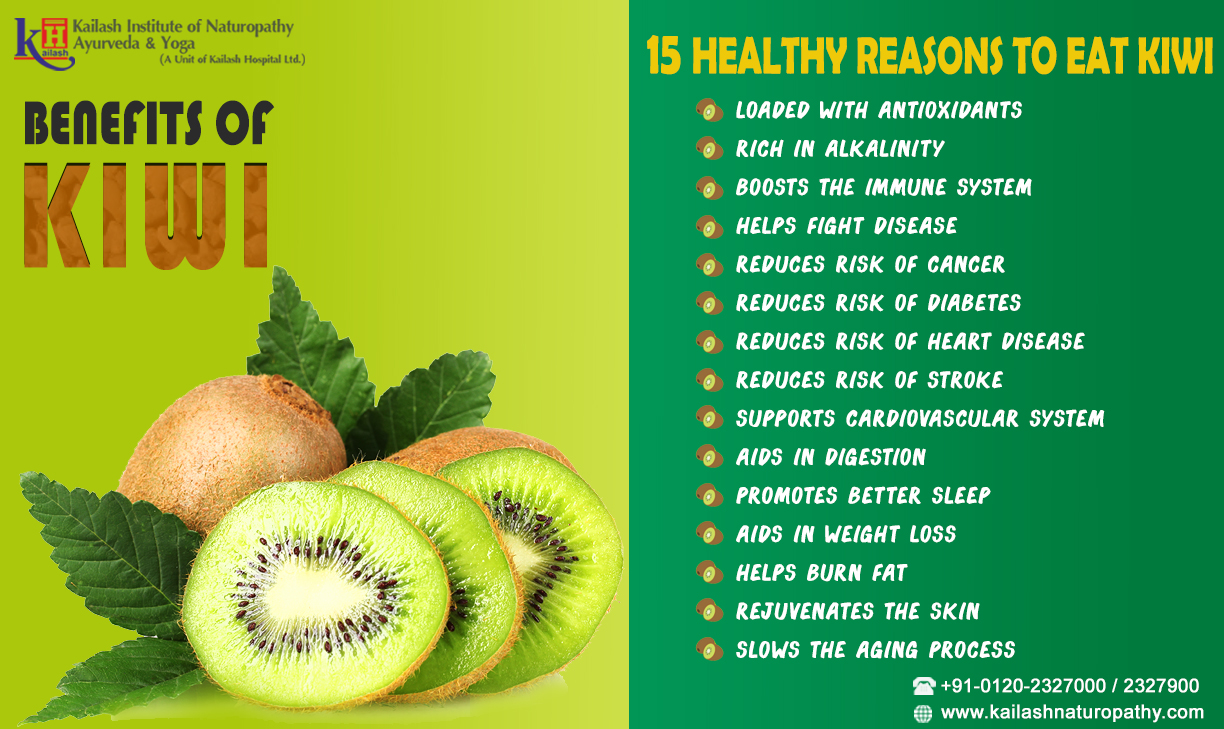 Kailash Institute of Naturopathy
Ayurveda & Yoga
(A Unit of Kailash Hospital Ltd.)
kH
ailash
BENEFITS OF
KIWI
15 HEALTHY REASONS TO EAT KIWI
LOADED WITH ANTIOXIDANTS
RICH IN ALKALINITY
BOOSTS THE IMMUNE SYSTEM
HELPS FIGHT DISEASE
REDUCES RISK OF CANCER
REDUCES RISK OF DIABETES
REDUCES RISK OF HEART DISEASE
REDUCES RISK OF STROKE
SUPPORTS CARDIOVASCULAR SYSTEM
AIDS IN DIGESTION
PROMOTES BETTER SLEEP
AIDS IN WEIGHT LOSS
HELPS BURN FAT
REJUVENATES THE SKIN
SLOWS THE AGING PROCESS
+91-0120-2327000 / 2327900
www.kailashnaturopathy.com